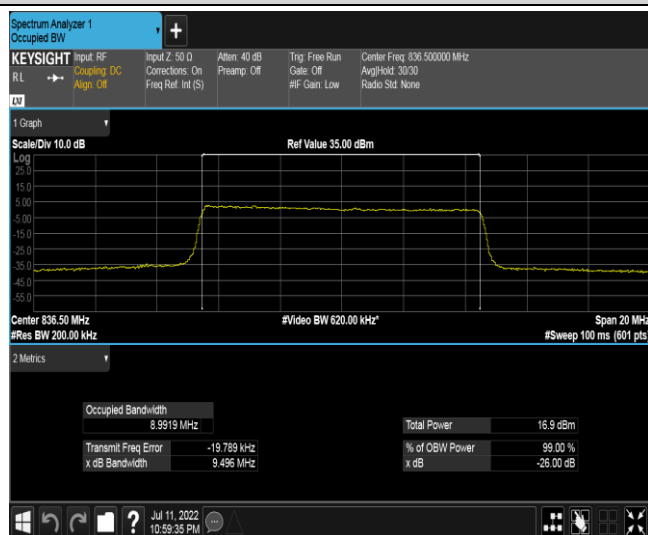 Spectrum Analyzer 1
Occupied BW
+
KEYSIGHT
RL
LXI
Input: RF
Coupling: DC
Align: Off
Input Z: 50 Ω
Corrections: On
Freq Ref: Int (S)
Atten: 40 dB
Preamp: Off
Trig: Free Run
Gate: Off
#IF Gain: Low
Center Freq: 836.500000 MHz
Avg|Hold: 30/30
Radio Std: None
1 Graph
Scale/Div 10.0 dB
Ref Value 35.00 dBm
Log
25.0
15.0
5.00
-5.00
-15.0
-25.0
-35.0
-45.0
-55.0
Center 836.50 MHz
#Video BW 620.00 kHz*
Span 20 MHz
#Res BW 200.00 kHz
#Sweep 100 ms (601 pts)
2 Metrics
Occupied Bandwidth
8.9919 MHz
Total Power 16.9 dBm
Transmit Freq Error -19.789 kHz
% of OBW Power 99.00 %
x dB Bandwidth 9.496 MHz
x dB -26.00 dB
?
Jul 11, 2022
10:59:35 PM